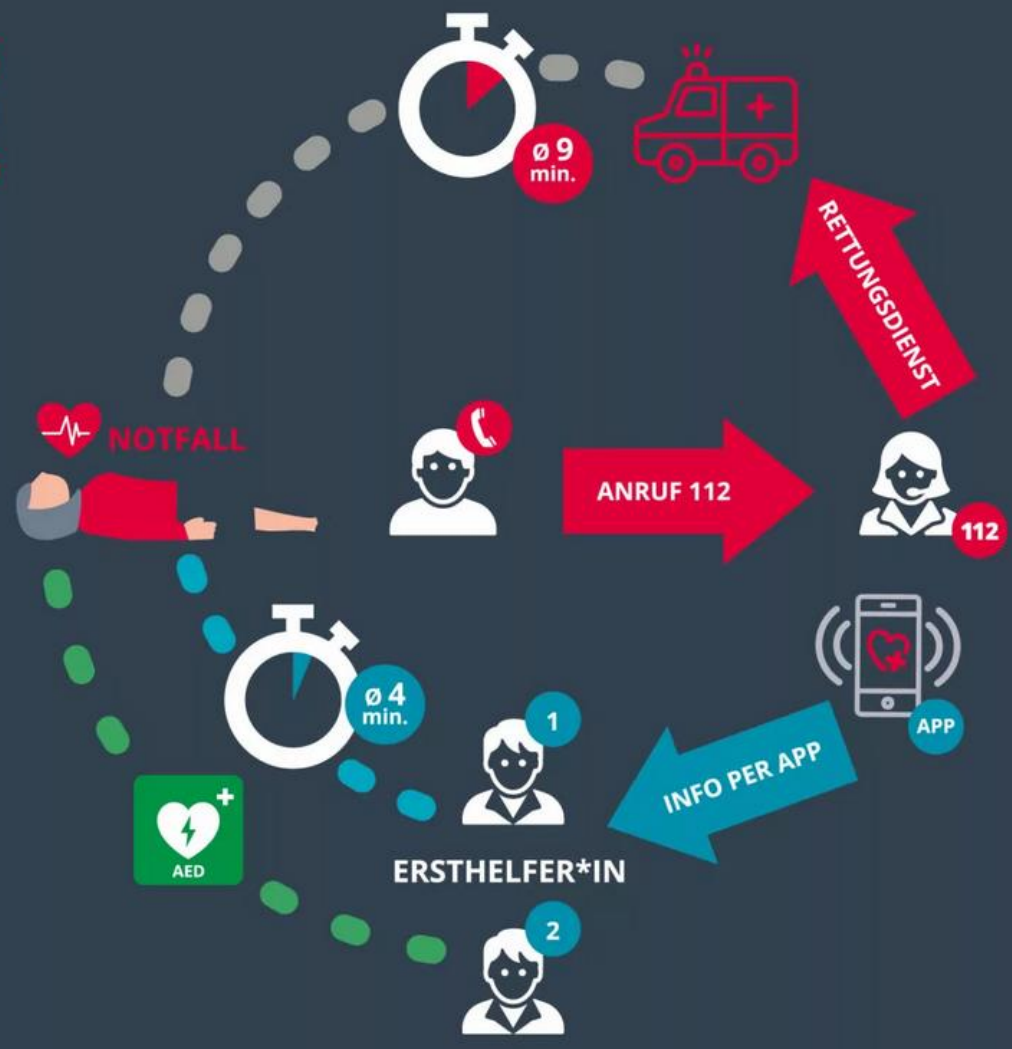 ø 9
min.
RETTUNGSDIENST
NOTFALL
ANRUF 112
112
ø 4
min.
1
APP
INFO PER APP
AED
ERSTHELFER*IN
2